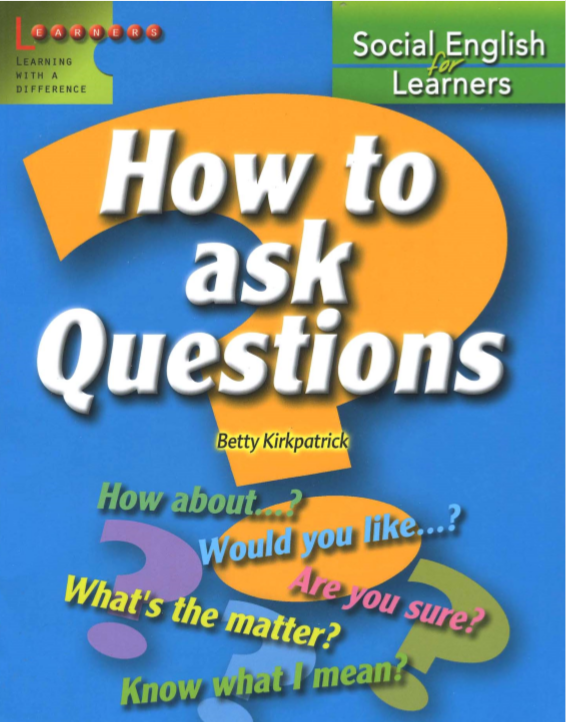 LEARNERS
LEARNING
WITH A
DIFFERENCE
Social English
for
Learners
How to
ask
Questions
Betty Kirkpatrick
How about...?
Would you like...?
Are you sure?
What's the matter?
Know what I mean?